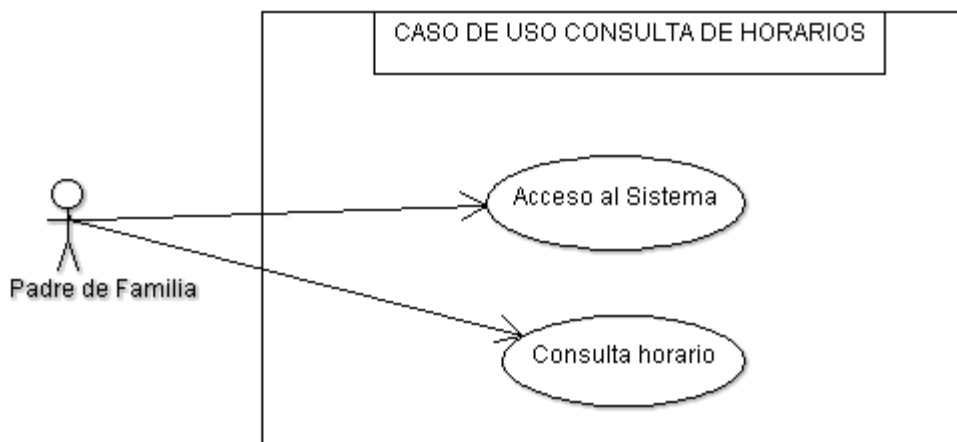 CASO DE USO CONSULTA DE HORARIOS
Acceso al Sistema
Padre de Familia
Consulta horario